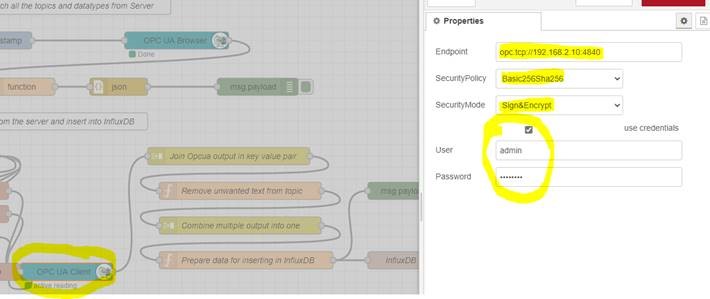 ch all the topics and datatypes from Server
stamp
OPC UA Browser
Done
function
json
msg.payload
om the server and insert into InfluxDB
Join Opcua output in key value pair
Remove unwanted text from topic
msg.paylo
Combine multiple output into one
OPC UA Client
active reading
Prepare data for inserting in InfluxDB
InfluxDB
Properties
Endpoint
opc.tcp://192.168.2.10:4840
SecurityPolicy
Basic256Sha256
SecurityMode
Sign&Encrypt
use credentials
User
admin
Password
••••••••